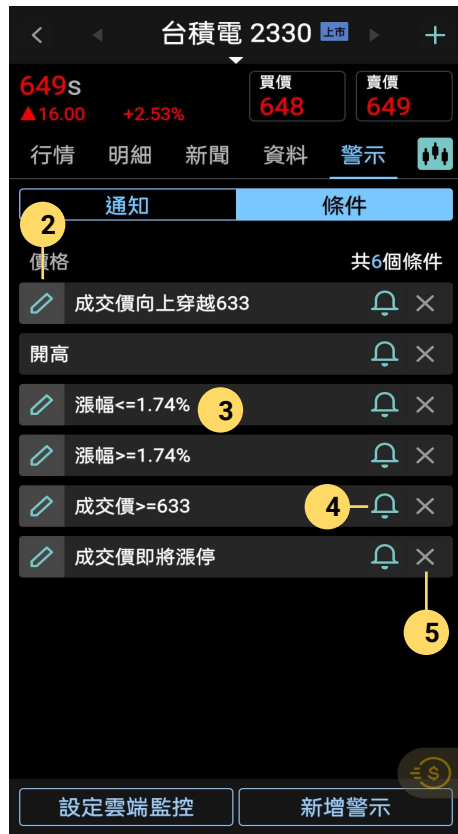 台積電 2330 上市
649s 買價 賣價
▲16.00 +2.53% 648 649
行情 明細 新聞 資料 警示
通知 條件
2
價格 共6個條件
成交價向上穿越633
開高
漲幅<=1.74% 3
漲幅>=1.74%
成交價>=633 4
成交價即將漲停
5
設定雲端監控 新增警示